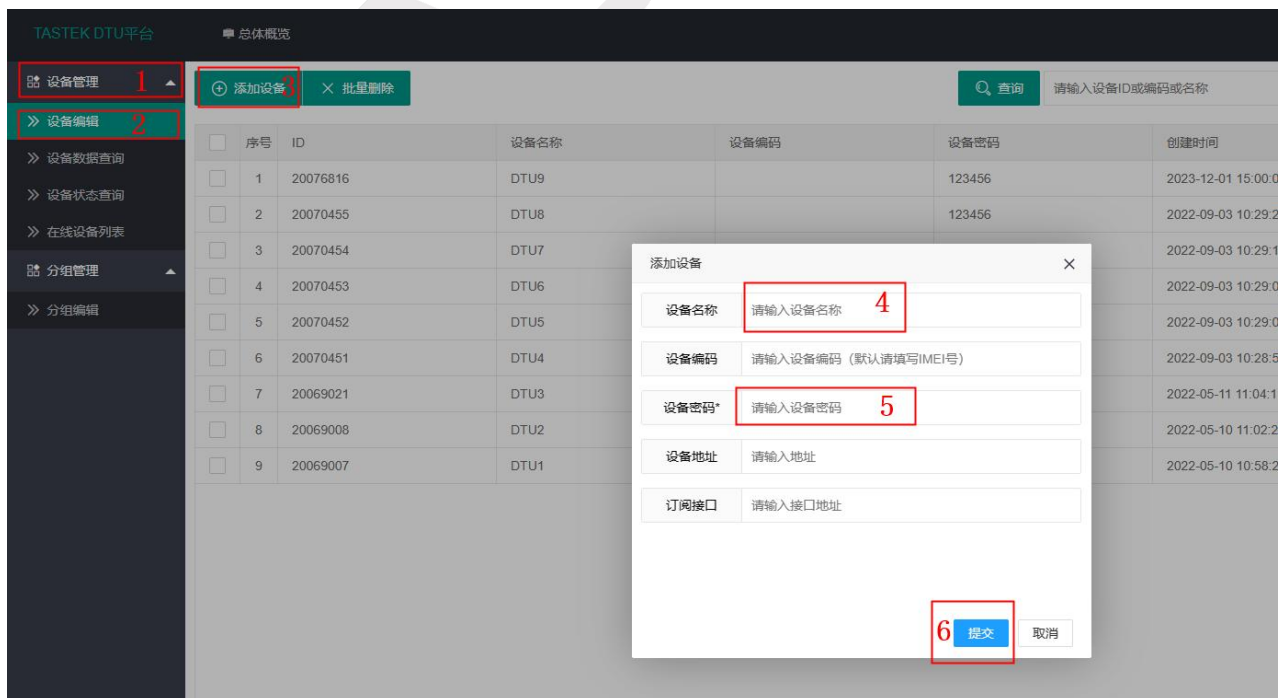 TASTEK DTU平台 总体概览
设备管理 1
设备编辑 2
设备数据查询
设备状态查询
在线设备列表
分组管理
分组编辑
添加设备 3 批量删除 查询 请输入设备ID或编码或名称
序号 ID 设备名称 设备编码 设备密码 创建时间
1 20076816 DTU9 123456 2023-12-01 15:00:0
2 20070455 DTU8 123456 2022-09-03 10:29:2
3 20070454 DTU7 2022-09-03 10:29:1
4 20070453 DTU6 2022-09-03 10:29:0
5 20070452 DTU5 2022-09-03 10:29:0
6 20070451 DTU4 2022-09-03 10:28:5
7 20069021 DTU3 2022-05-11 11:04:1
8 20069008 DTU2 2022-05-10 11:02:2
9 20069007 DTU1 2022-05-10 10:58:2
添加设备
设备名称 请输入设备名称 4
设备编码 请输入设备编码（默认请填写IMEI号）
设备密码* 请输入设备密码 5
设备地址 请输入地址
订阅接口 请输入接口地址
6 提交 取消